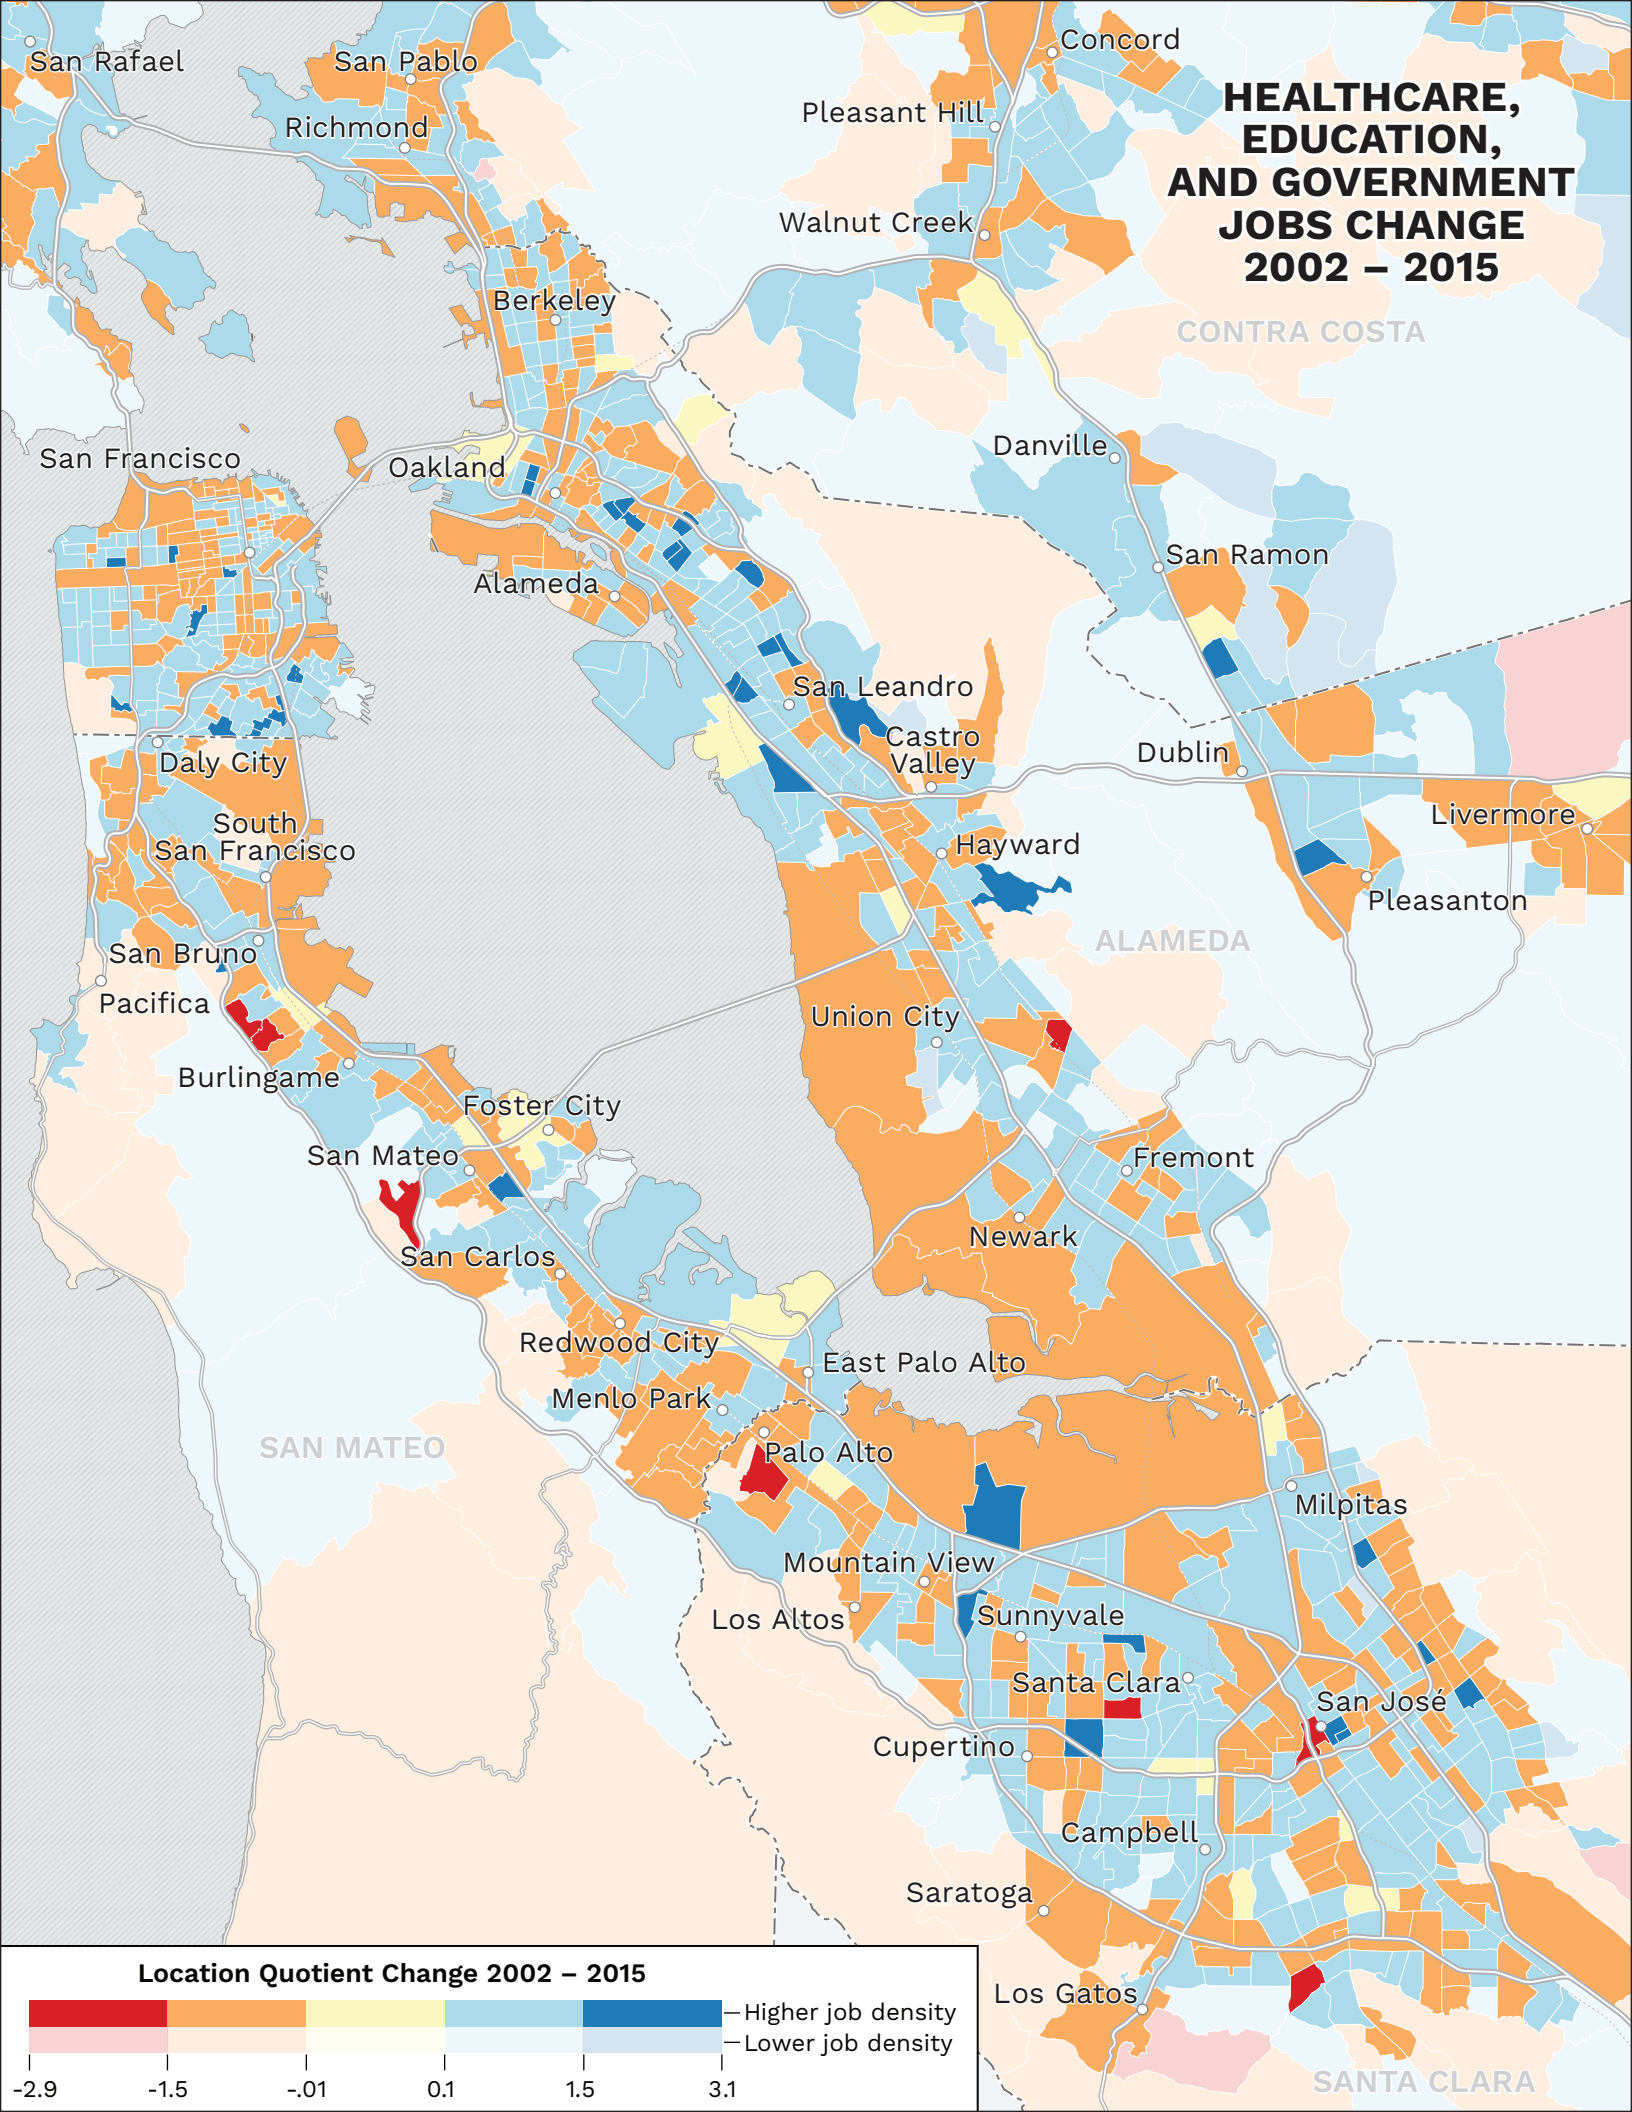 HEALTHCARE,
EDUCATION,
AND GOVERNMENT
JOBS CHANGE
2002 – 2015
Concord
San Rafael
San Pablo
Pleasant Hill
Richmond
Walnut Creek
Berkeley
CONTRA COSTA
Danville
San Francisco
Oakland
San Ramon
Alameda
San Leandro
Castro
Valley
Dublin
Daly City
Livermore
South
San Francisco
Hayward
Pleasanton
ALAMEDA
San Bruno
Pacifica
Union City
Burlingame
Foster City
San Mateo
Fremont
Newark
San Carlos
Redwood City
East Palo Alto
Menlo Park
SAN MATEO
Palo Alto
Milpitas
Mountain View
Los Altos
Sunnyvale
Santa Clara
San José
Cupertino
Campbell
Saratoga
Los Gatos
SANTA CLARA
Location Quotient Change 2002 – 2015
Higher job density
Lower job density
-2.9 -1.5 -.01 0.1 1.5 3.1